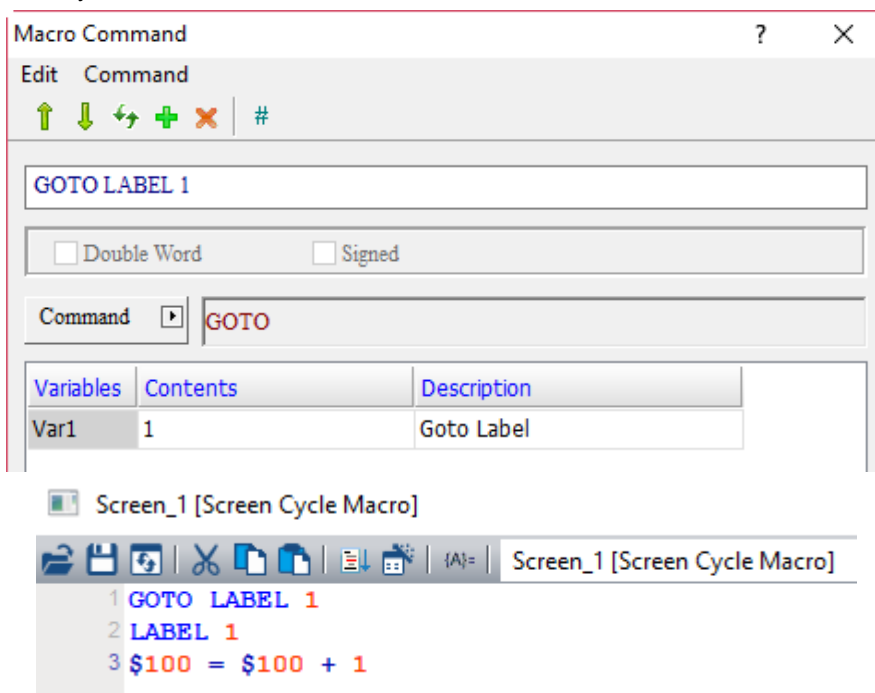 Macro Command ?
Edit Command
#
GOTO LABEL 1
Double Word Signed
Command GOTO
Variables Contents Description
Var1 1 Goto Label
Screen_1 [Screen Cycle Macro]
{A}= Screen_1 [Screen Cycle Macro]
1 GOTO LABEL 1
2 LABEL 1
3 $100 = $100 + 1